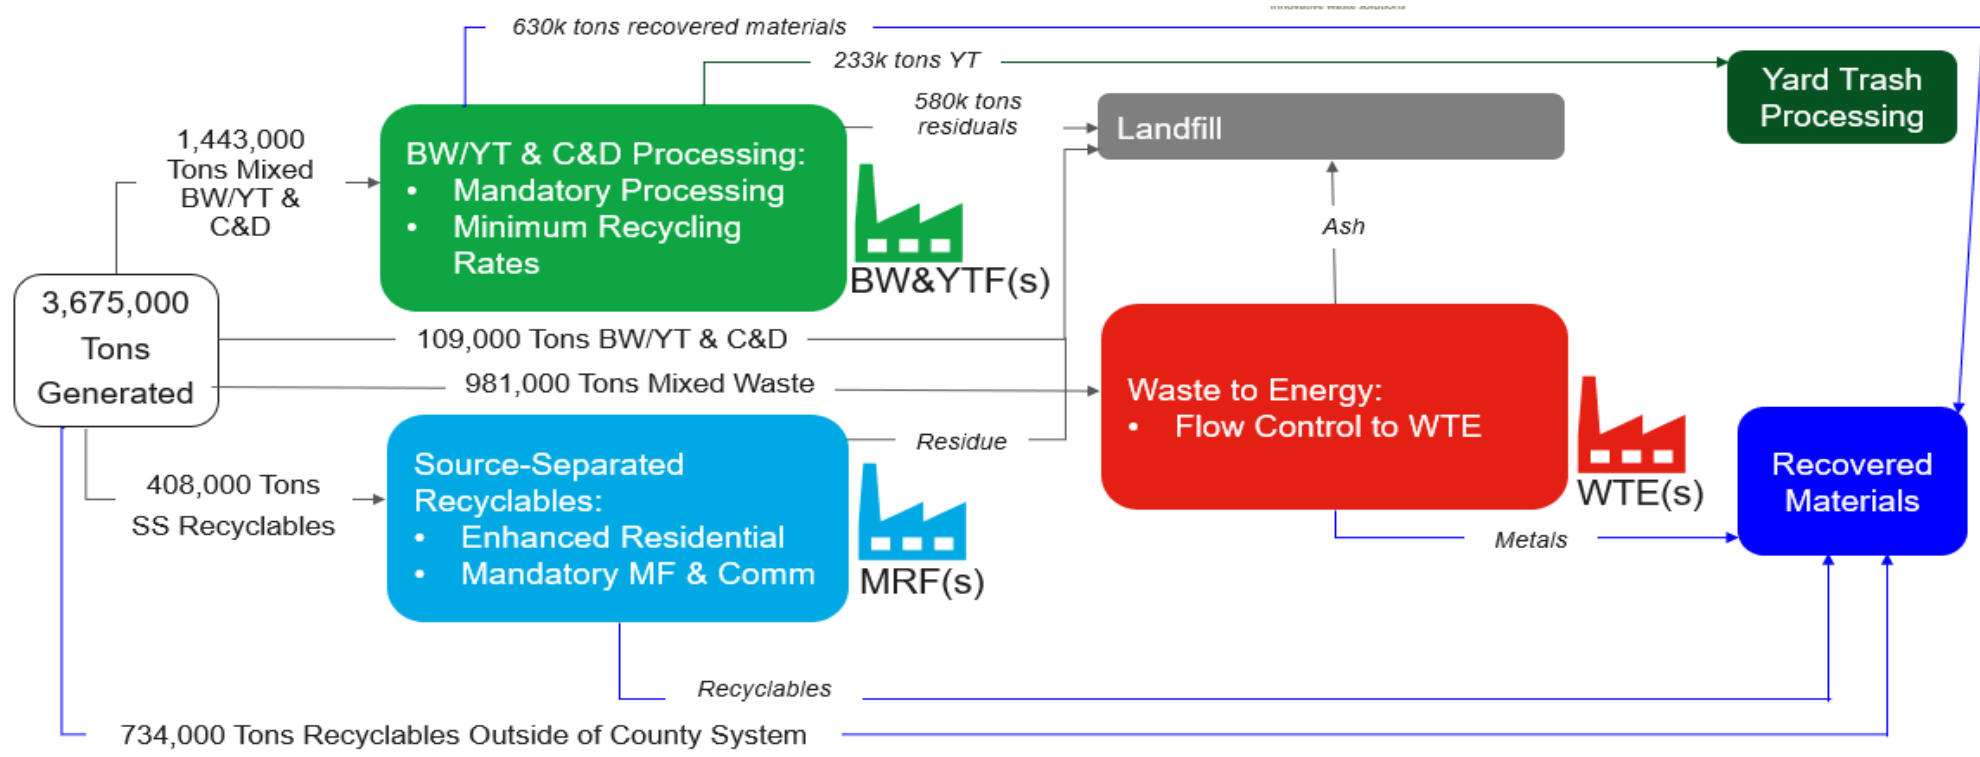 innovative waste solutions
630k tons recovered materials
233k tons YT
Yard Trash
Processing
580k tons
residuals
Landfill
1,443,000
Tons Mixed
BW/YT &
C&D
BW/YT & C&D Processing:
• Mandatory Processing
• Minimum Recycling
Rates
BW&YTF(s)
Ash
3,675,000
Tons
Generated
109,000 Tons BW/YT & C&D
981,000 Tons Mixed Waste
Waste to Energy:
• Flow Control to WTE
WTE(s)
Residue
408,000 Tons
SS Recyclables
Source-Separated
Recyclables:
• Enhanced Residential
• Mandatory MF & Comm
MRF(s)
Recovered
Materials
Metals
Recyclables
734,000 Tons Recyclables Outside of County System